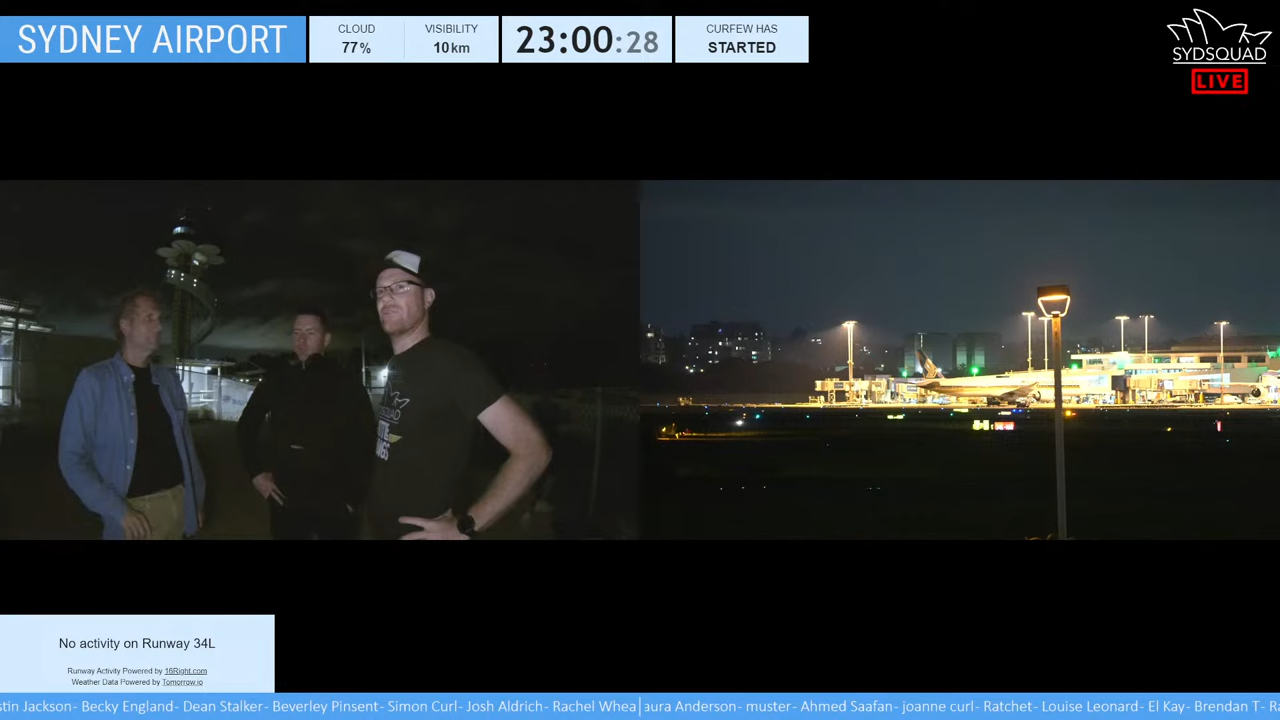 SYDNEY AIRPORT
CLOUD
77%
VISIBILITY
10km
23:00:28
CURFEW HAS
STARTED
SYDSQUAD
LIVE
SYDSQUAD
No activity on Runway 34L
Runway Activity Powered by 16Right.com
Weather Data Powered by Tomorrow.io
stin Jackson- Becky England- Dean Stalker- Beverley Pinsent- Simon Curl- Josh Aldrich- Rachel Whea
aura Anderson- muster- Ahmed Saafan- joanne curl- Ratchet- Louise Leonard- El Kay- Brendan T- Ra